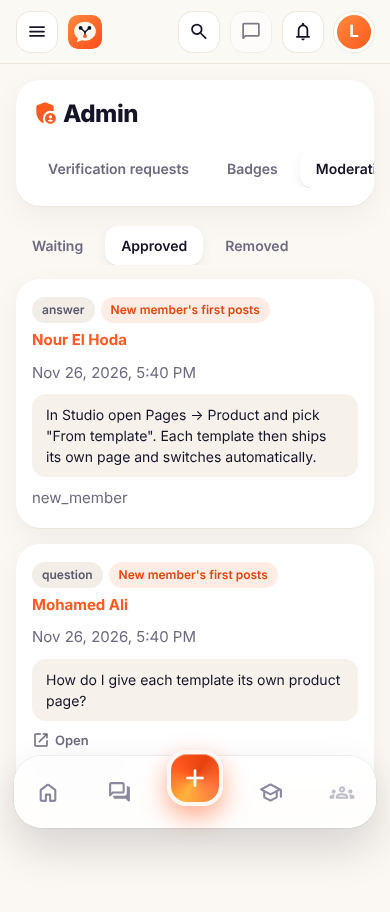 L
Admin
Verification requests Badges Moderati
Waiting Approved Removed
answer New member's first posts
Nour El Hoda
Nov 26, 2026, 5:40 PM
In Studio open Pages → Product and pick
"From template". Each template then ships
its own page and switches automatically.
new_member
question New member's first posts
Mohamed Ali
Nov 26, 2026, 5:40 PM
How do I give each template its own product
page?
Open